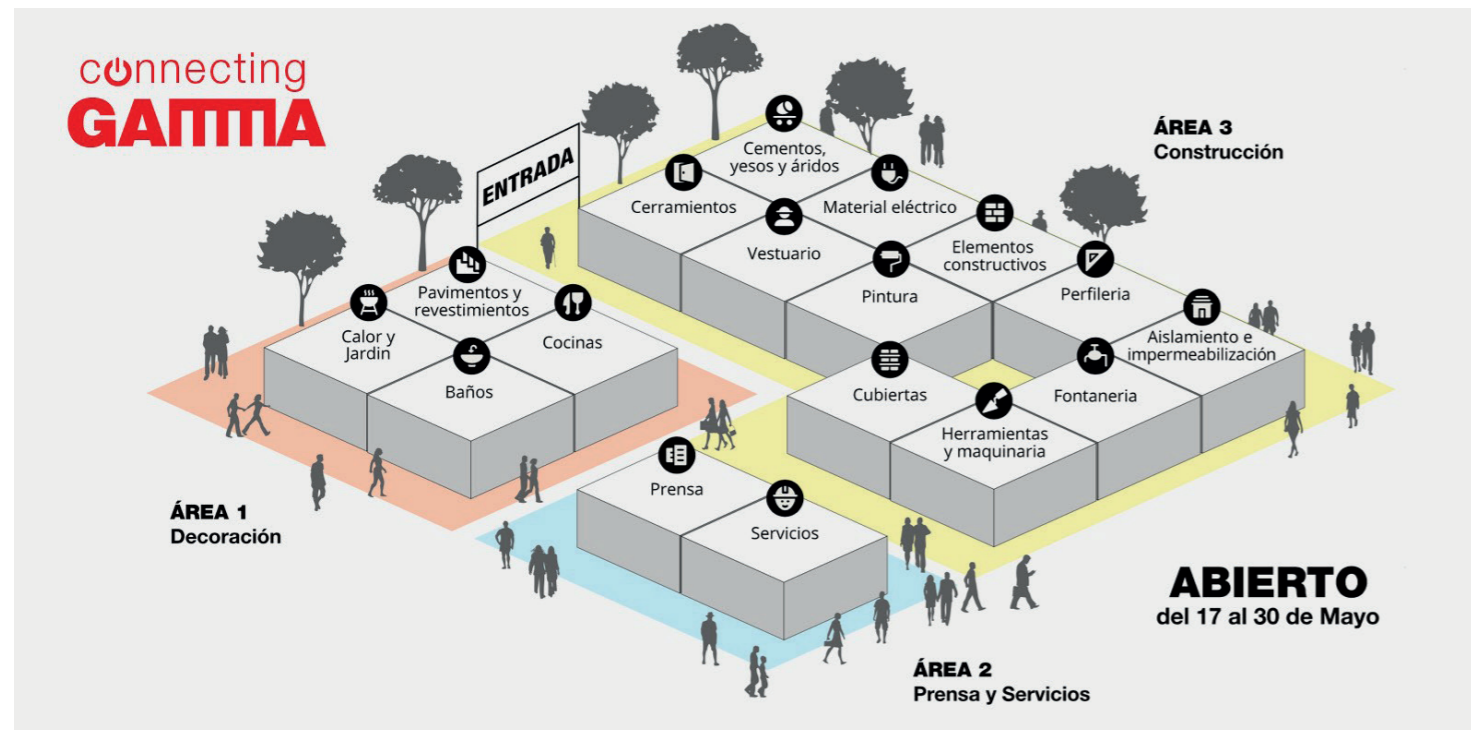 connecting
GAMMA
ENTRADA
ÁREA 3
Construcción
Cementos,
yesos y áridos
Cerramientos
Material eléctrico
Vestuario
Elementos
constructivos
Pintura
Perfileria
Aislamiento e
impermeabilización
Cubiertas
Fontaneria
Herramientas
y maquinaria
Pavimentos y
revestimientos
Calor y
Jardin
Cocinas
Baños
ÁREA 1
Decoración
Prensa
Servicios
ÁREA 2
Prensa y Servicios
ABIERTO
del 17 al 30 de Mayo